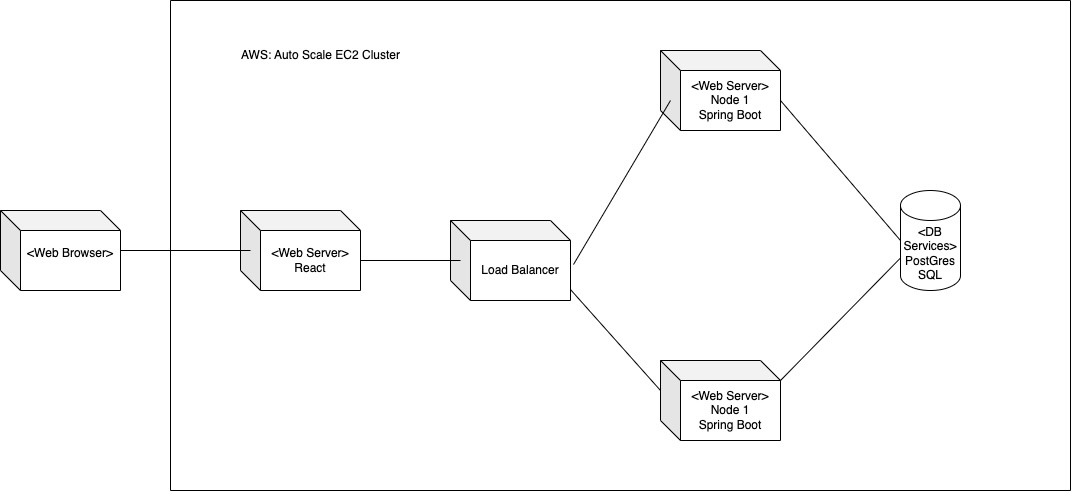 AWS: Auto Scale EC2 Cluster
<Web Server>
Node 1
Spring Boot
<Web Browser>
<Web Server>
React
Load Balancer
<DB
Services>
PostGres
SQL
<Web Server>
Node 1
Spring Boot